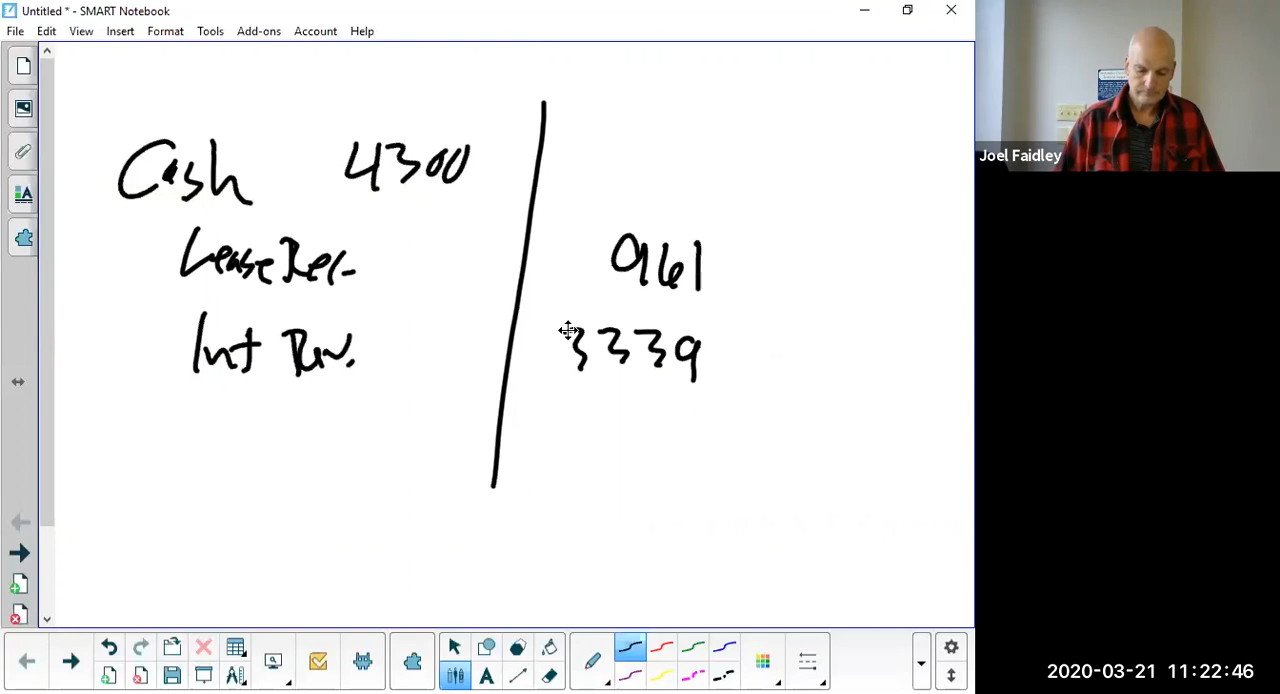 Untitled * - SMART Notebook
File Edit View Insert Format Tools Add-ons Account Help
Cash 4300
Lease Rec 961
Int Rev. 3339
Joel Faidley
2020-03-21 11:22:46